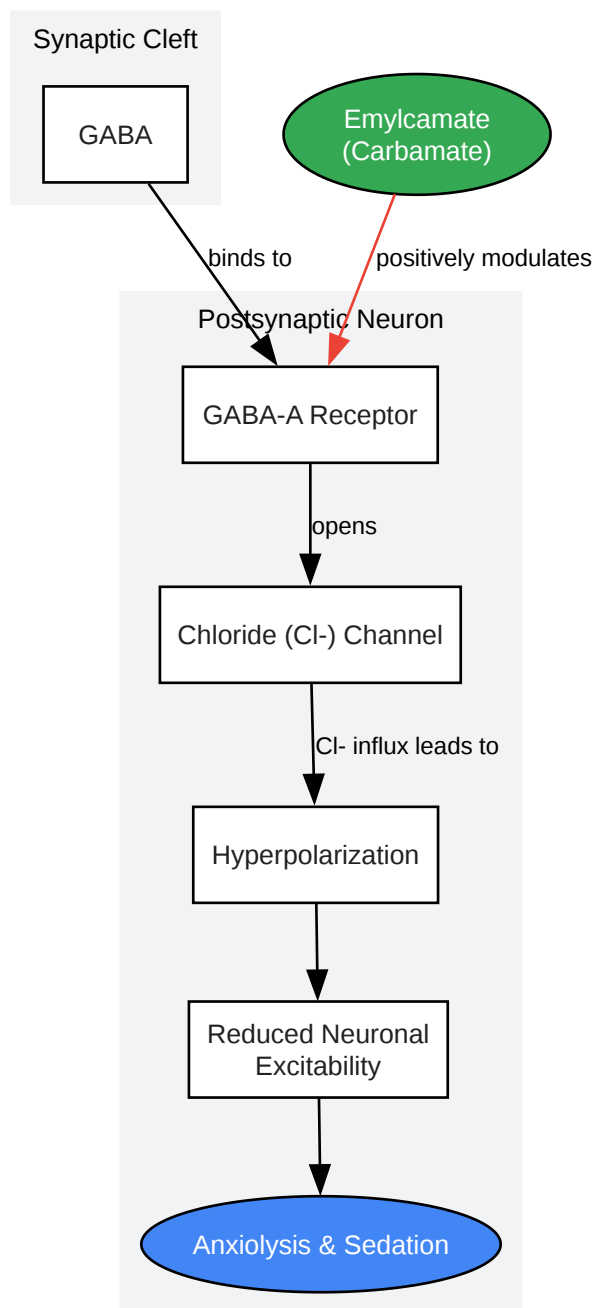 Synaptic Cleft
GABA
Emylcamate
(Carbamate)
binds to
positively modulates
Postsynaptic Neuron
GABA-A Receptor
opens
Chloride (Cl-) Channel
Cl- influx leads to
Hyperpolarization
Reduced Neuronal
Excitability
Anxiolysis & Sedation